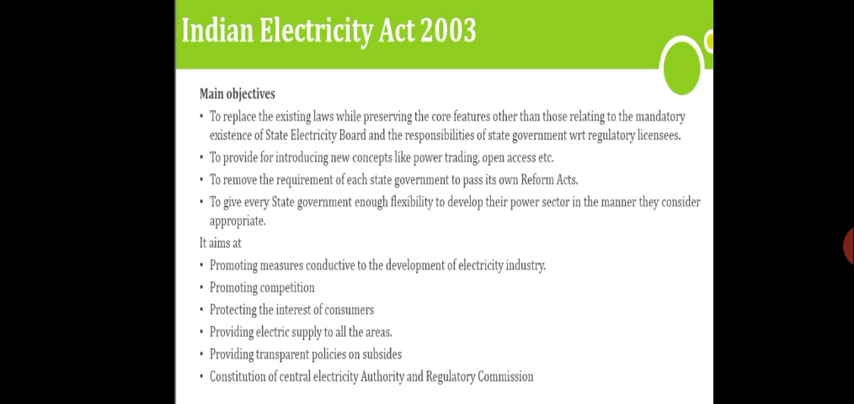 Indian Electricity Act 2003
Main objectives
• To replace the existing laws while preserving the core features other than those relating to the mandatory
existence of State Electricity Board and the responsibilities of state government wrt regulatory licensees.
• To provide for introducing new concepts like power trading, open access etc.
• To remove the requirement of each state government to pass its own Reform Acts.
• To give every State government enough flexibility to develop their power sector in the manner they consider
appropriate.
It aims at
• Promoting measures conductive to the development of electricity industry.
• Promoting competition
• Protecting the interest of consumers
• Providing electric supply to all the areas.
• Providing transparent policies on subsides
• Constitution of central electricity Authority and Regulatory Commission